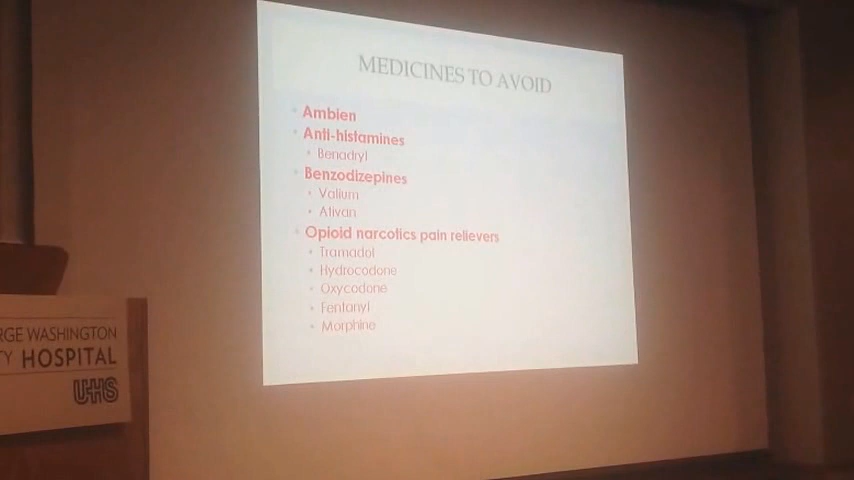 MEDICINES TO AVOID
Ambien
Anti-histamines
Benadryl
Benzodizepines
Valium
Ativan
Opioid narcotics pain relievers
Tramadol
Hydrocodone
Oxycodone
Fentanyl
Morphine
RGE WASHINGTON
TY HOSPITAL
UHS